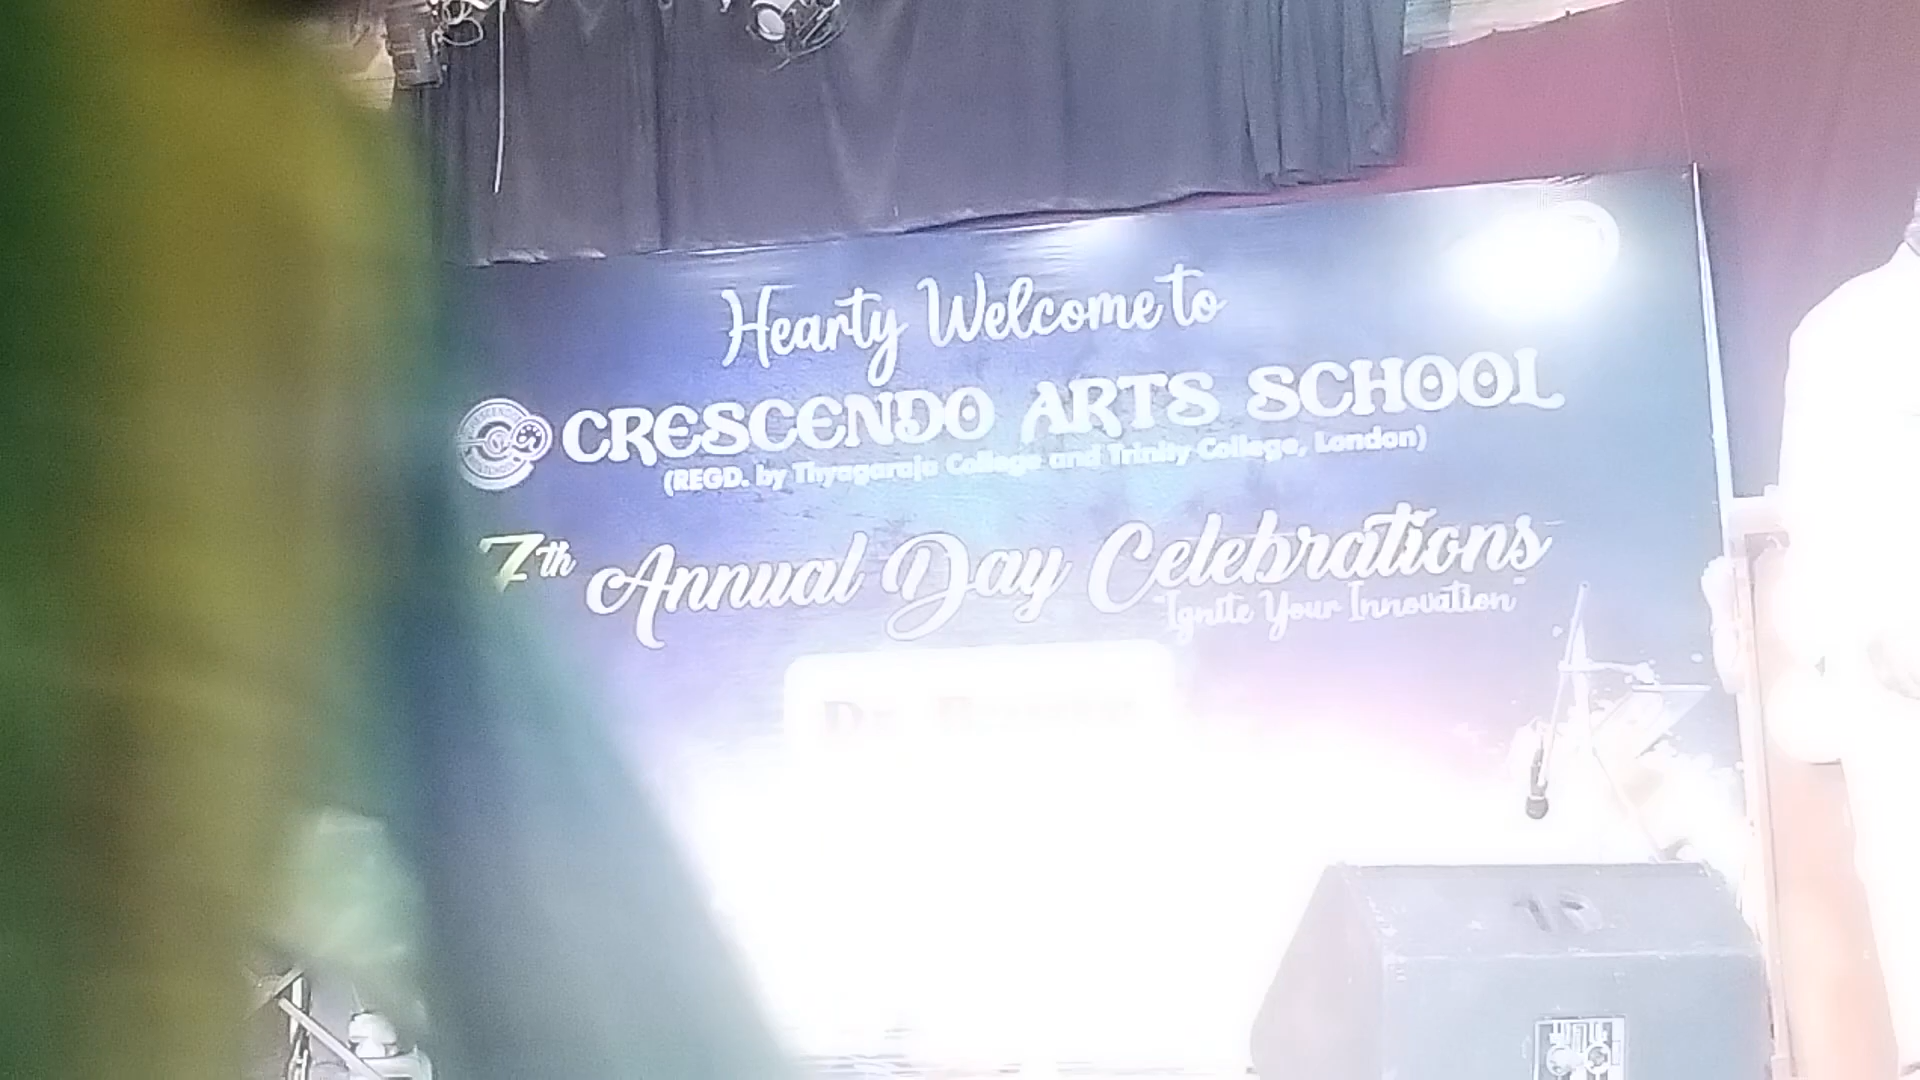 Hearty Welcome to
CRESCENDO ARTS SCHOOL
(REGD. by Thyagaraja College and Trinity College, London)
7th Annual Day Celebrations
"Ignite Your Innovation"